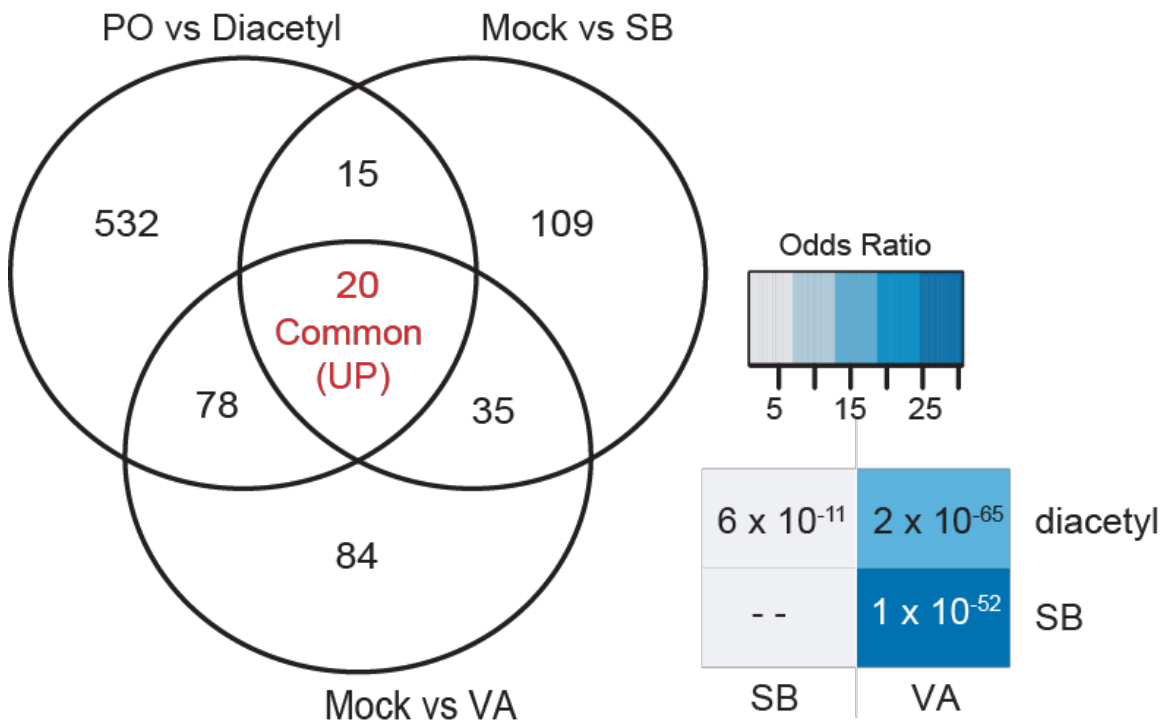 PO vs Diacetyl
Mock vs SB
15
532
109
20
Common
(UP)
78
35
84
Mock vs VA
Odds Ratio
5 15 25
6 x 10⁻¹¹ 2 x 10⁻⁶⁵ diacetyl
- - 1 x 10⁻⁵² SB
SB VA